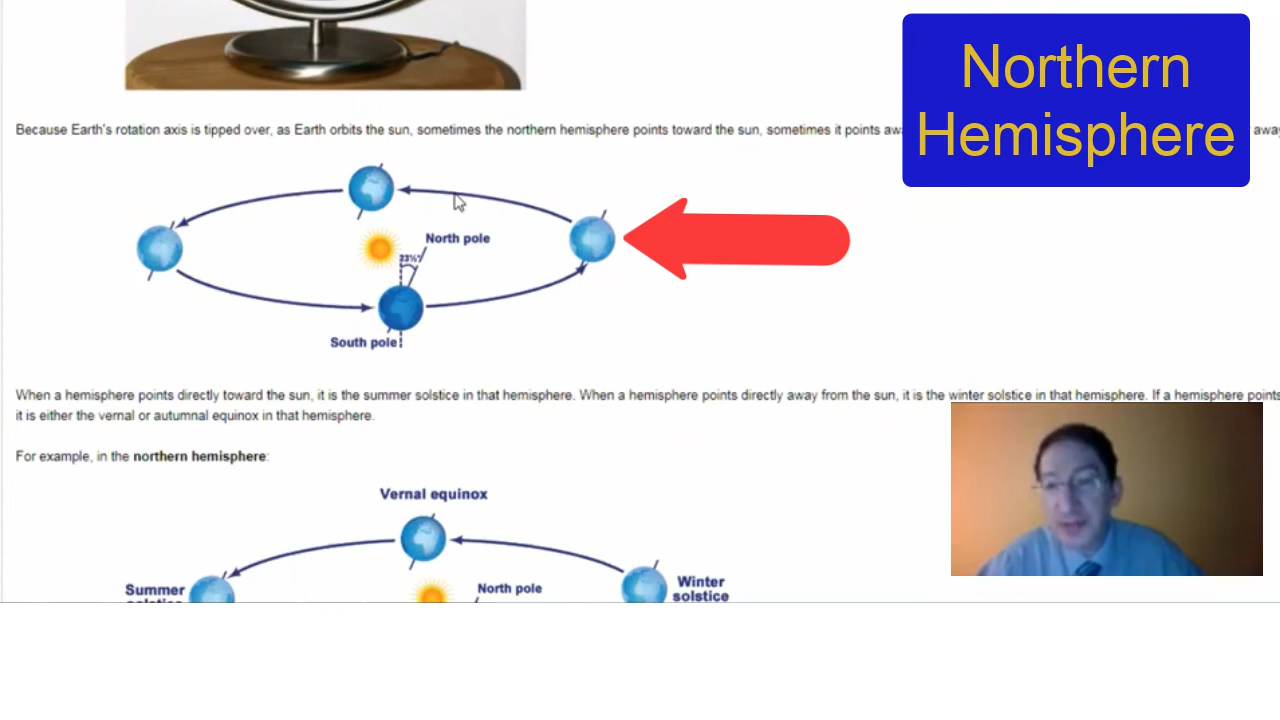 Northern
Hemisphere
Because Earth's rotation axis is tipped over, as Earth orbits the sun, sometimes the northern hemisphere points toward the sun, sometimes it points
North pole
23½°
South pole
When a hemisphere points directly toward the sun, it is the summer solstice in that hemisphere. When a hemisphere points directly away from the sun, it is the winter solstice in that hemisphere. If a hemisphere points
it is either the vernal or autumnal equinox in that hemisphere.
For example, in the northern hemisphere:
Vernal equinox
Summer
solstice
North pole
Winter
solstice